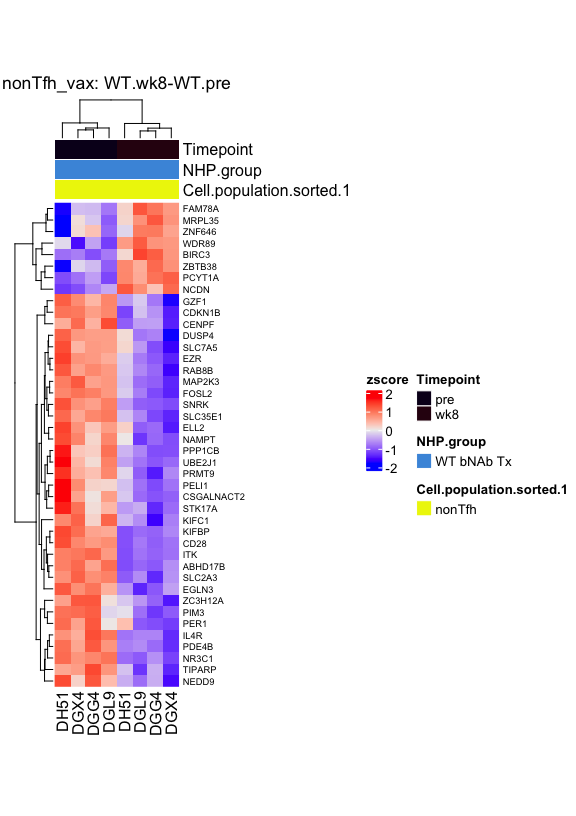 nonTfh_vax: WT.wk8-WT.pre
Timepoint
NHP.group
Cell.population.sorted.1
FAM78A
MRPL35
ZNF646
WDR89
BIRC3
ZBTB38
PCYT1A
NCDN
GZF1
CDKN1B
CENPF
DUSP4
SLC7A5
EZR
RAB8B
MAP2K3
FOSL2
SNRK
SLC35E1
ELL2
NAMPT
PPP1CB
UBE2J1
PRMT9
PELI1
CSGALNACT2
STK17A
KIFC1
KIFBP
CD28
ITK
ABHD17B
SLC2A3
EGLN3
ZC3H12A
PIM3
PER1
IL4R
PDE4B
NR3C1
TIPARP
NEDD9
DH51
DGX4
DGG4
DGL9
DH51
DGL9
DGG4
DGX4
zscore
2
1
0
-1
-2
Timepoint
pre
wk8
NHP.group
WT bNAb Tx
Cell.population.sorted.1
nonTfh